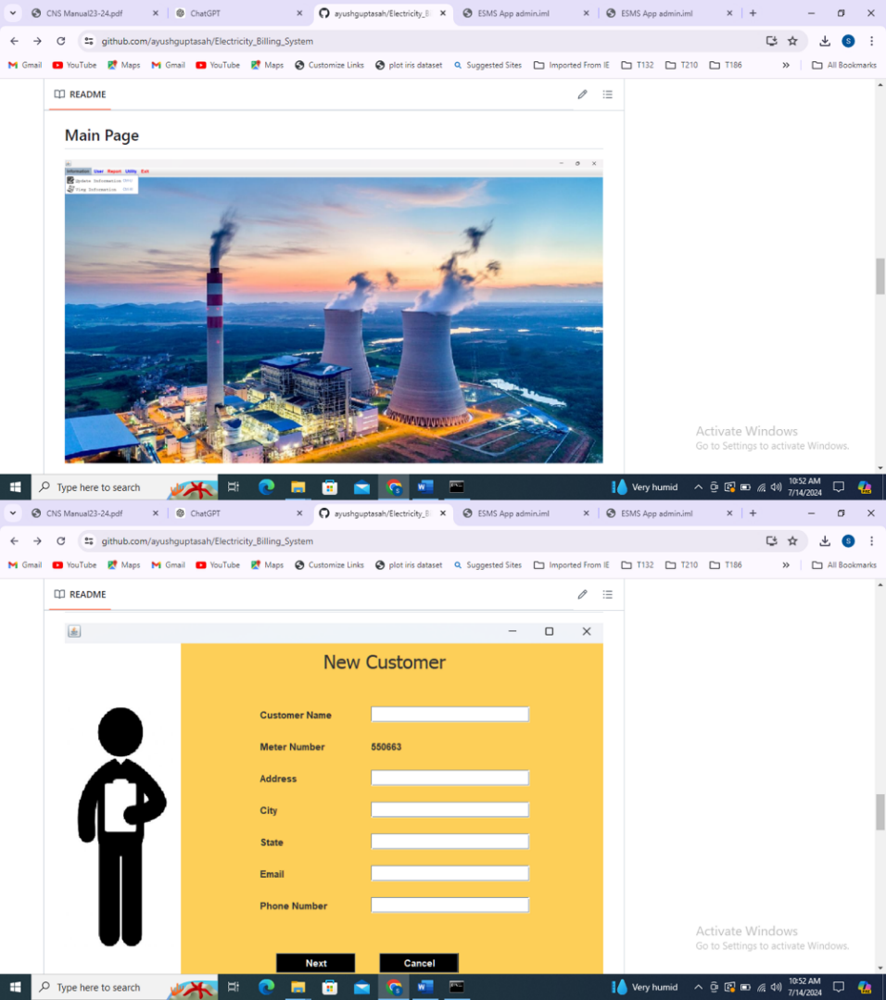 CNS Manual23-24.pdf ChatGPT ayushguptasah/Electricity_B ESMS App admin.iml ESMS App admin.iml
github.com/ayushguptasah/Electricity_Billing_System
Gmail YouTube Maps Gmail YouTube Maps Customize Links plot iris dataset Suggested Sites Imported From IE T132 T210 T186 » All Bookmarks
README
Main Page
Information User Report Utility Exit
Update Information
View Information
Activate Windows
Go to Settings to activate Windows.
Type here to search Very humid 10:52 AM
7/14/2024
CNS Manual23-24.pdf ChatGPT ayushguptasah/Electricity_B ESMS App admin.iml ESMS App admin.iml
github.com/ayushguptasah/Electricity_Billing_System
Gmail YouTube Maps Gmail YouTube Maps Customize Links plot iris dataset Suggested Sites Imported From IE T132 T210 T186 » All Bookmarks
README
New Customer
Customer Name
Meter Number 550663
Address
City
State
Email
Phone Number
Next Cancel
Activate Windows
Go to Settings to activate Windows.
Type here to search Very humid 10:52 AM
7/14/2024